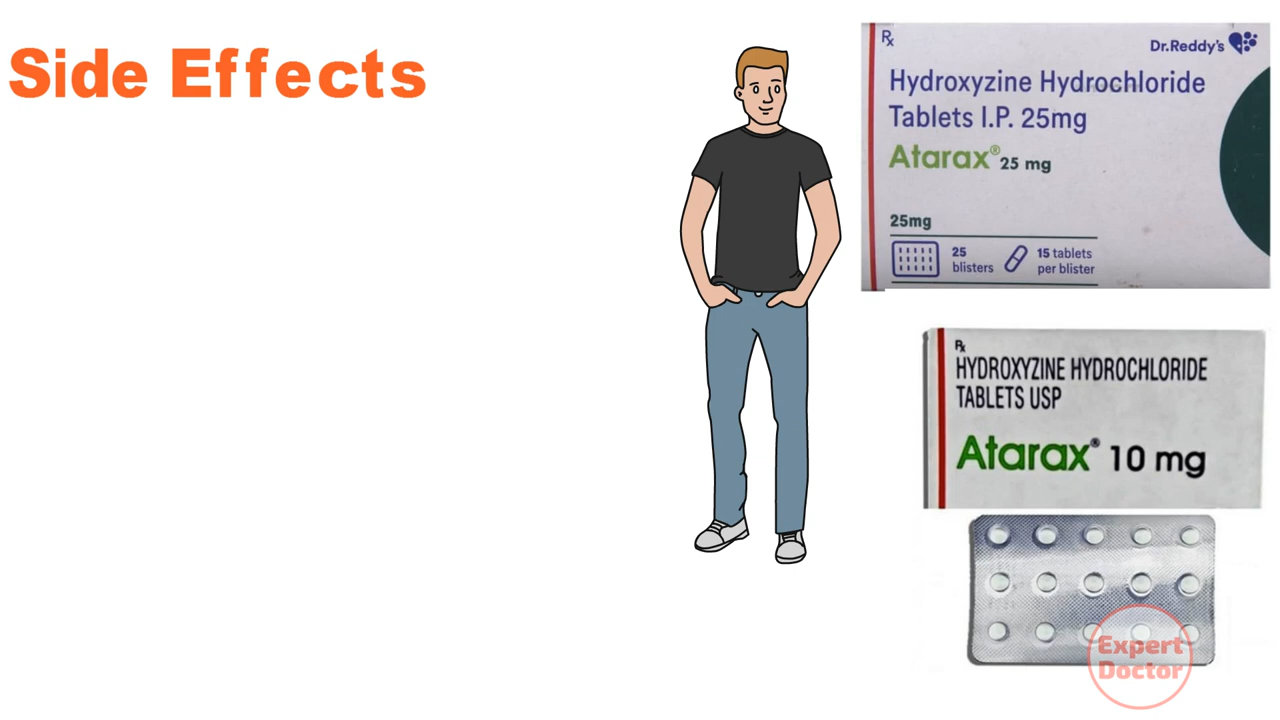 Side Effects
Rx
Dr.Reddy's
Hydroxyzine Hydrochloride
Tablets I.P. 25mg
Atarax® 25 mg
25mg
25 blisters
15 tablets per blister
Rx
HYDROXYZINE HYDROCHLORIDE
TABLETS USP
Atarax® 10 mg
Expert
Doctor